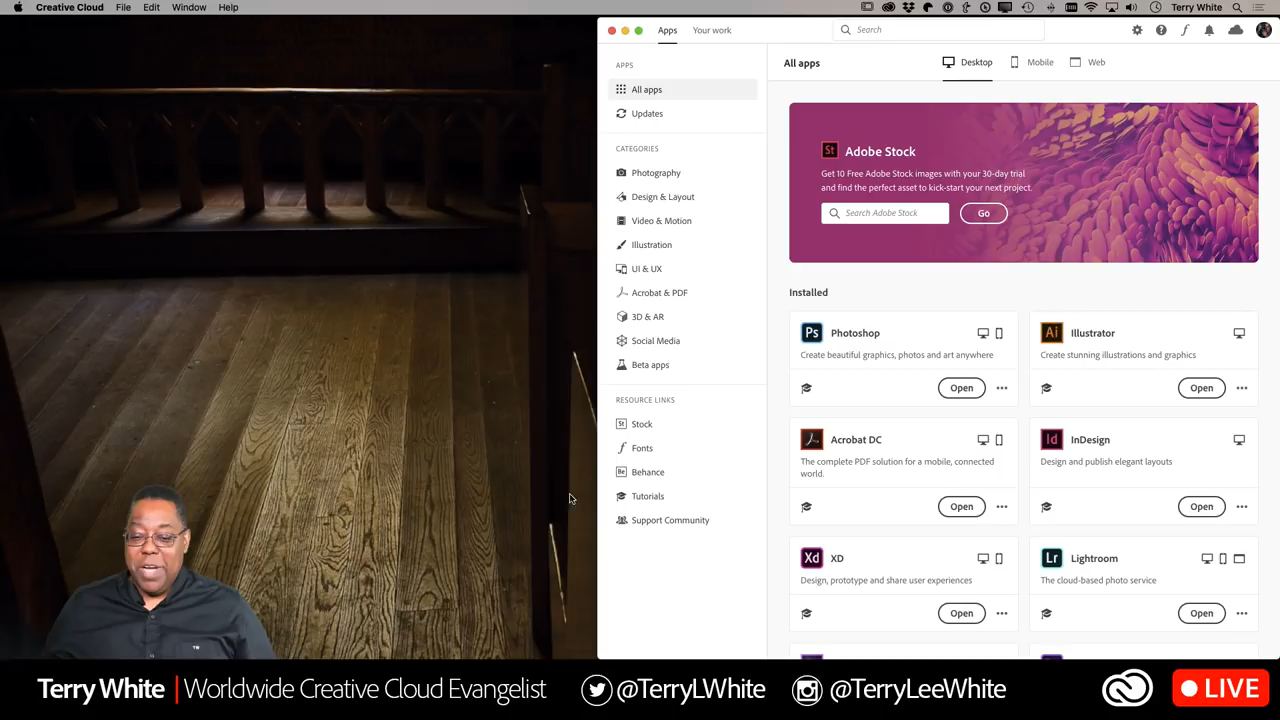 Creative Cloud File Edit Window Help Terry White
Apps Your work Search
APPS
All apps
Updates
CATEGORIES
Photography
Design & Layout
Video & Motion
Illustration
UI & UX
Acrobat & PDF
3D & AR
Social Media
Beta apps
RESOURCE LINKS
St Stock
Fonts
Be Behance
Tutorials
Support Community
All apps Desktop Mobile Web
St Adobe Stock
Get 10 Free Adobe Stock images with your 30-day trial
and find the perfect asset to kick-start your next project.
Search Adobe Stock Go
Installed
Ps Photoshop
Create beautiful graphics, photos and art anywhere
Open
Ai Illustrator
Create stunning illustrations and graphics
Open
Acrobat DC
The complete PDF solution for a mobile, connected
world.
Open
Id InDesign
Design and publish elegant layouts
Open
Xd XD
Design, prototype and share user experiences
Open
Lr Lightroom
The cloud-based photo service
Open
TW
Terry White | Worldwide Creative Cloud Evangelist @TerryLWhite @TerryLeeWhite LIVE